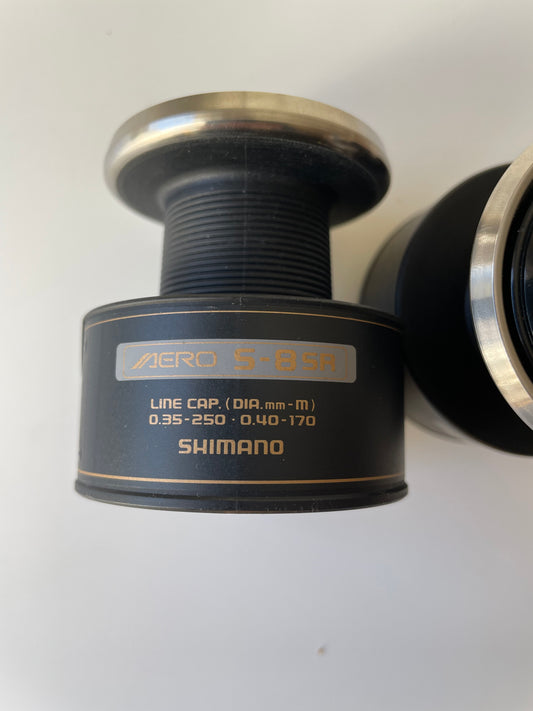 AERO S-8SA
LINE CAP. (DIA.mm-M)
0.35-250 · 0.40-170
SHIMANO